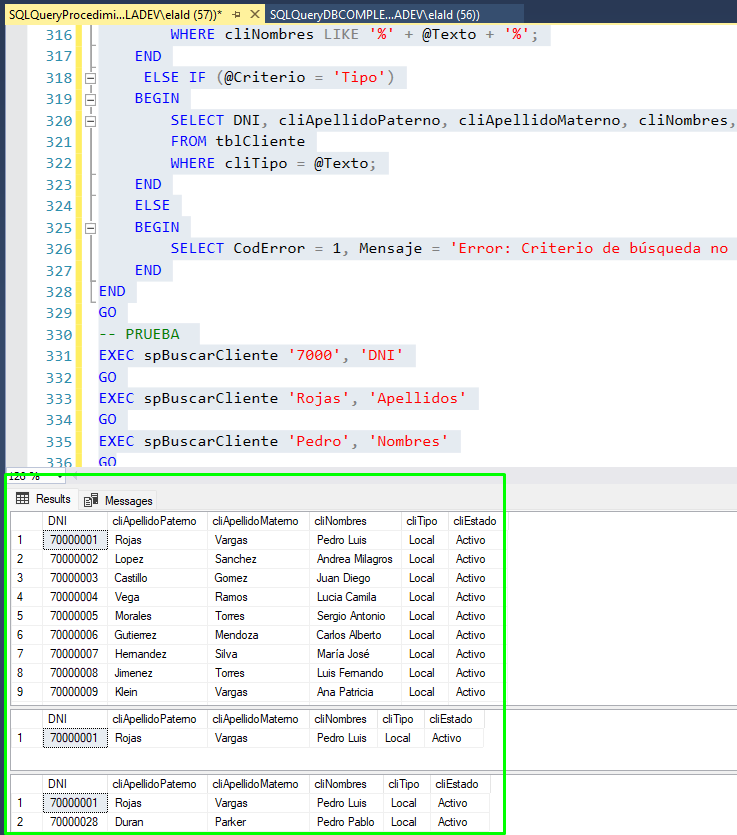 SQLQueryProcedimi...LADEV\elald (57))* SQLQueryDBCOMPLE...ADEV\elald (56))
316 WHERE cliNombres LIKE '%' + @Texto + '%';
317 END
318 ELSE IF (@Criterio = 'Tipo')
319 BEGIN
320 SELECT DNI, cliApellidoPaterno, cliApellidoMaterno, cliNombres,
321 FROM tblCliente
322 WHERE cliTipo = @Texto;
323 END
324 ELSE
325 BEGIN
326 SELECT CodError = 1, Mensaje = 'Error: Criterio de búsqueda no
327 END
328 END
329 GO
330 -- PRUEBA
331 EXEC spBuscarCliente '7000', 'DNI'
332 GO
333 EXEC spBuscarCliente 'Rojas', 'Apellidos'
334 GO
335 EXEC spBuscarCliente 'Pedro', 'Nombres'
336 GO
120 %
Results Messages
DNI cliApellidoPaterno cliApellidoMaterno cliNombres cliTipo cliEstado
1 70000001 Rojas Vargas Pedro Luis Local Activo
2 70000002 Lopez Sanchez Andrea Milagros Local Activo
3 70000003 Castillo Gomez Juan Diego Local Activo
4 70000004 Vega Ramos Lucia Camila Local Activo
5 70000005 Morales Torres Sergio Antonio Local Activo
6 70000006 Gutierrez Mendoza Carlos Alberto Local Activo
7 70000007 Hernandez Silva María José Local Activo
8 70000008 Jimenez Torres Luis Fernando Local Activo
9 70000009 Klein Vargas Ana Patricia Local Activo
DNI cliApellidoPaterno cliApellidoMaterno cliNombres cliTipo cliEstado
1 70000001 Rojas Vargas Pedro Luis Local Activo
DNI cliApellidoPaterno cliApellidoMaterno cliNombres cliTipo cliEstado
1 70000001 Rojas Vargas Pedro Luis Local Activo
2 70000028 Duran Parker Pedro Pablo Local Activo